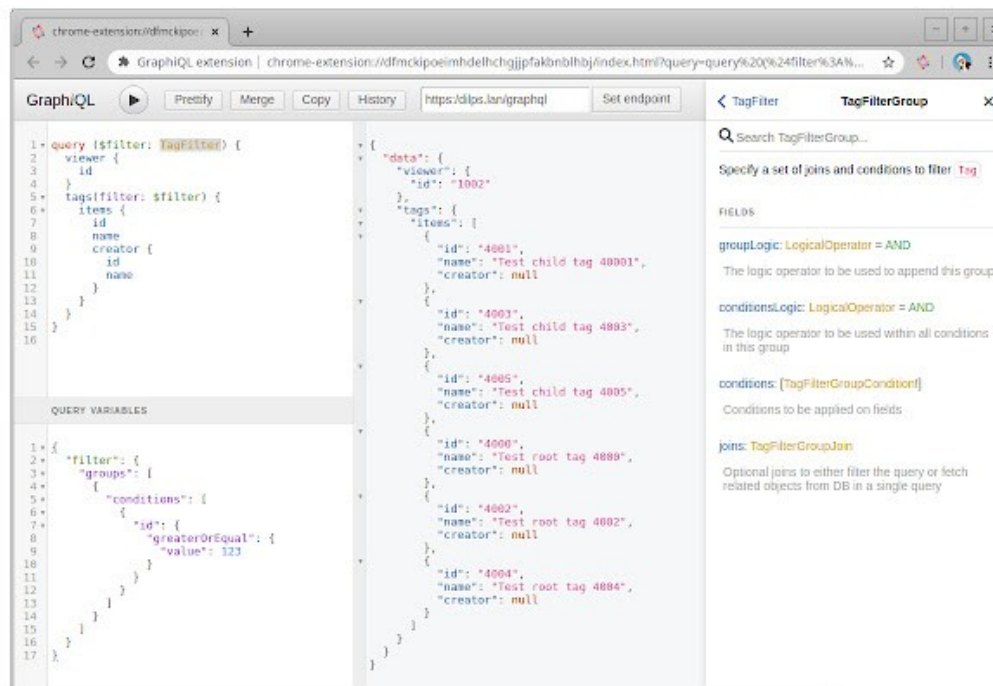 chrome-extension://dfmckipoei
GraphiQL extension | chrome-extension://dfmckipoeimhdelhchgjjpfakbnblhbj/index.html?query=query%20(%24filter%3A%...
GraphiQL
Prettify
Merge
Copy
History
https://dilps.lan/graphql
Set endpoint
1 query ($filter: TagFilter) {
2 viewer {
3 id
4 }
5 tags(filter: $filter) {
6 items {
7 id
8 name
9 creator {
10 id
11 name
12 }
13 }
14 }
15 }
16
QUERY VARIABLES
1 {
2 "filter": {
3 "groups": [
4 {
5 "conditions": [
6 {
7 "id": {
8 "greaterOrEqual": {
9 "value": 123
10 }
11 }
12 }
13 ]
14 }
15 ]
16 }
17 }
{
"data": {
"viewer": {
"id": "1002"
},
"tags": {
"items": [
{
"id": "4001",
"name": "Test child tag 40001",
"creator": null
},
{
"id": "4003",
"name": "Test child tag 4003",
"creator": null
},
{
"id": "4005",
"name": "Test child tag 4005",
"creator": null
},
{
"id": "4000",
"name": "Test root tag 4000",
"creator": null
},
{
"id": "4002",
"name": "Test root tag 4002",
"creator": null
},
{
"id": "4004",
"name": "Test root tag 4004",
"creator": null
}
]
}
}
}
TagFilter
TagFilterGroup
Search TagFilterGroup...
Specify a set of joins and conditions to filter Tag
FIELDS
groupLogic: LogicalOperator = AND
The logic operator to be used to append this group
conditionsLogic: LogicalOperator = AND
The logic operator to be used within all conditions
in this group
conditions: [TagFilterGroupCondition!]
Conditions to be applied on fields
joins: TagFilterGroupJoin
Optional joins to either filter the query or fetch
related objects from DB in a single query